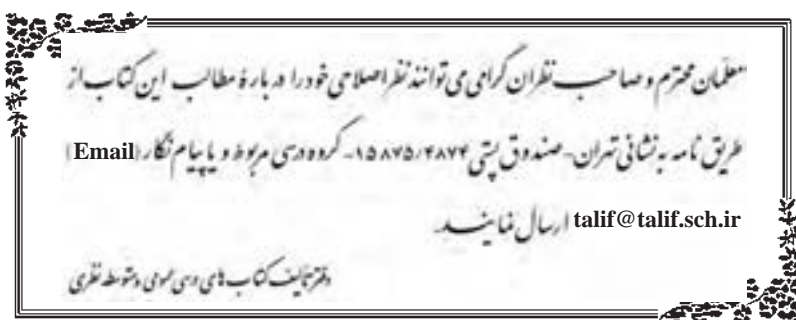 معلمان محترم و صاحب نظران گرامی می توانند نظر اصلاحی خود را درباره مطالب این کتاب از
طریق نامه به نشانی تهران - صندوق پستی ۱۵۸۷۵/۴۸۷۴ - گروه درسی مربوط و یا پیام نگار (Email)
talif@talif.sch.ir ارسال نمایند.
دفتر تألیف کتاب های درسی عمومی و متوسطه نظری